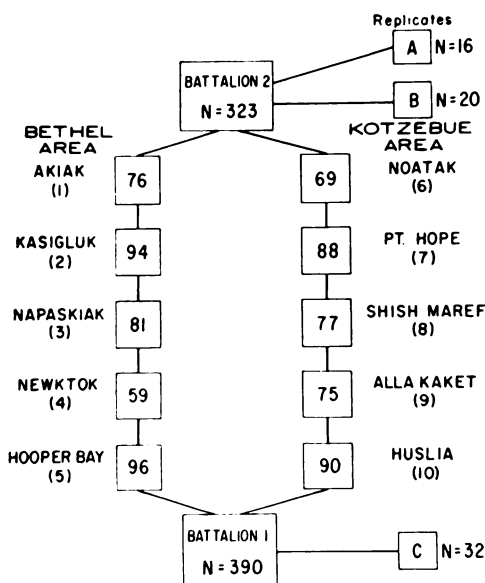 Replicates
A N=16
BATTALION 2
N=323
B N=20
BETHEL
AREA
KOTZEBUE
AREA
AKIAK
(1)
76
69
NOATAK
(6)
KASIGLUK
(2)
94
88
PT. HOPE
(7)
NAPASKIAK
(3)
81
77
SHISH MAREF
(8)
NEWKTOK
(4)
59
75
ALLA KAKET
(9)
HOOPER BAY
(5)
96
90
HUSLIA
(10)
BATTALION 1
N=390
C N=32